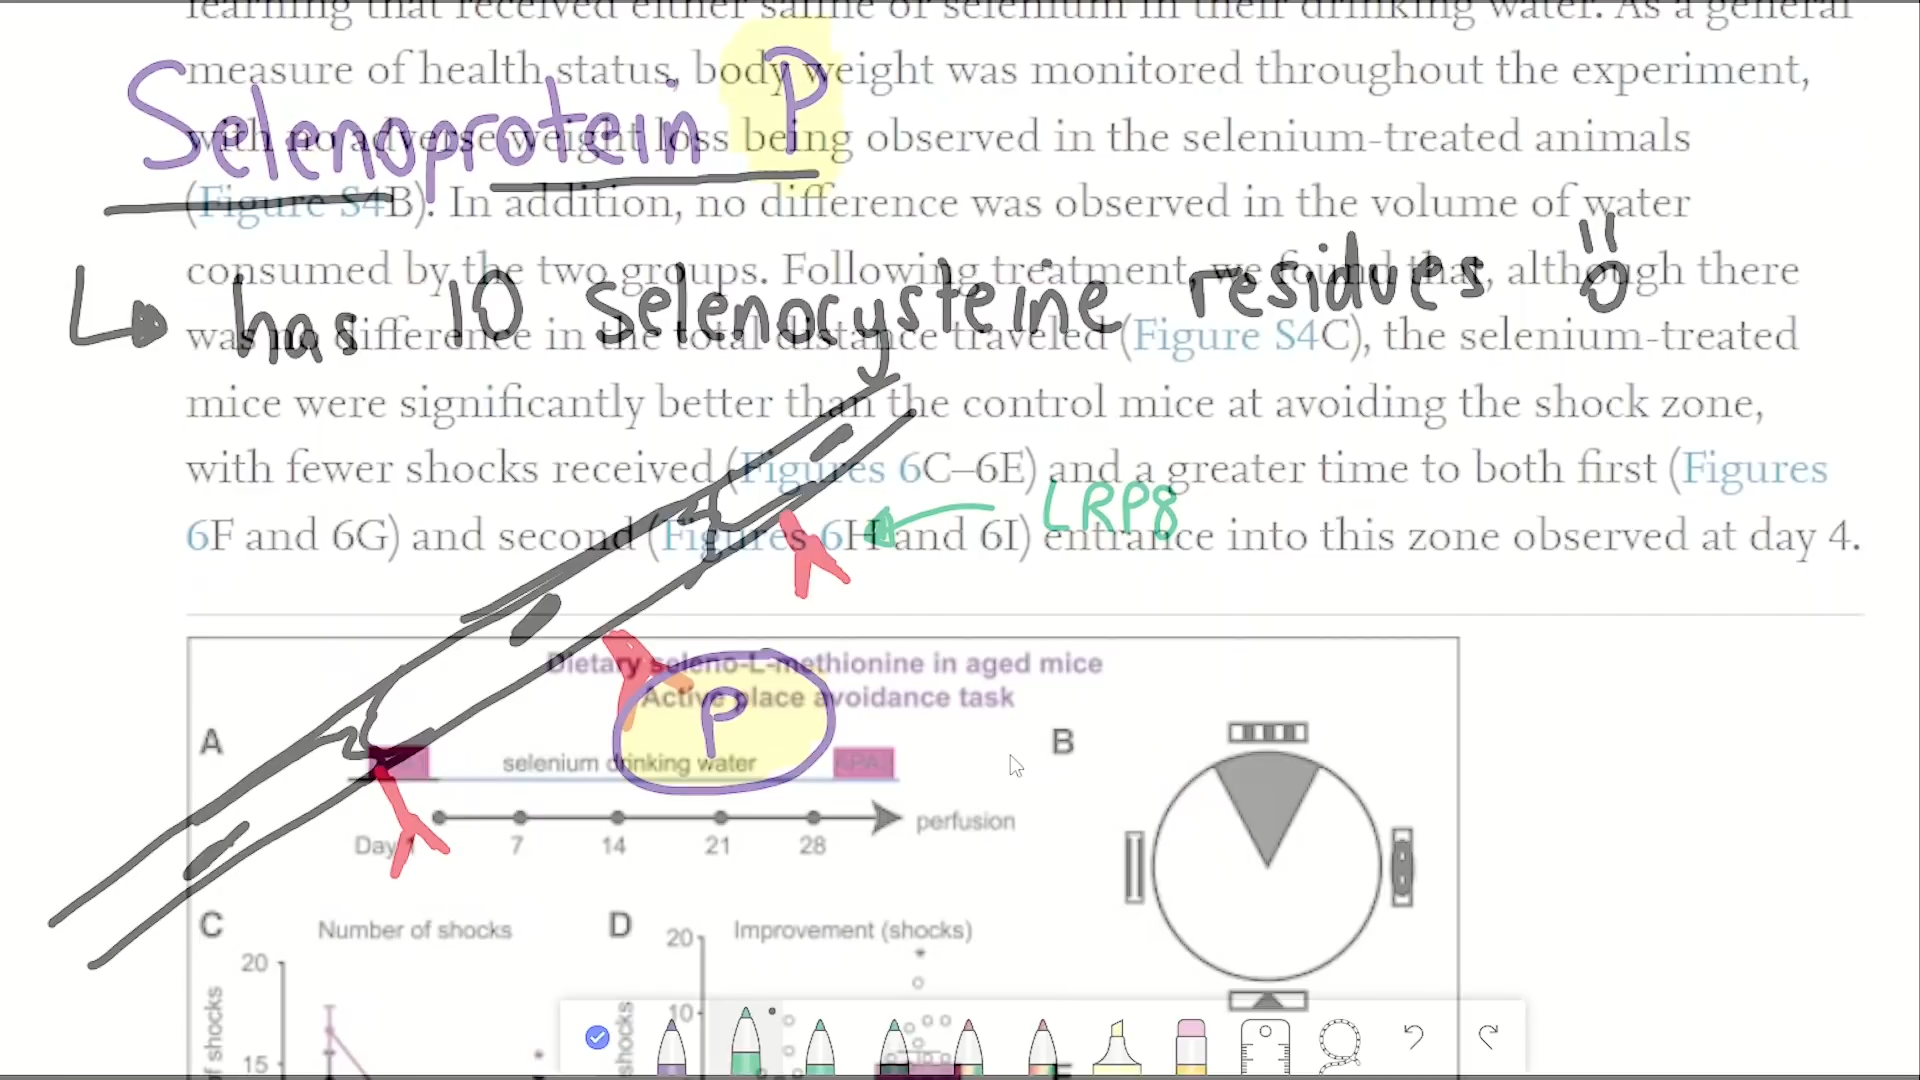 learning that received either saline or selenium in their drinking water. As a general
measure of health status, body weight was monitored throughout the experiment,
with no adverse weight loss being observed in the selenium-treated animals
(Figure S4B). In addition, no difference was observed in the volume of water
consumed by the two groups. Following treatment, we found that, although there
was no difference in the total distance traveled (Figure S4C), the selenium-treated
mice were significantly better than the control mice at avoiding the shock zone,
with fewer shocks received (Figures 6C–6E) and a greater time to both first (Figures
6F and 6G) and second (Figures 6H and 6I) entrance into this zone observed at day 4.
Selenoprotein P
has 10 selenocysteine residues
LRP8
P
Dietary seleno-L-methionine in aged mice
Active place avoidance task
A
selenium drinking water
APA
perfusion
Day 1 7 14 21 28
B
C
Number of shocks
20
15
of shocks
D
Improvement (shocks)
20
10
shocks